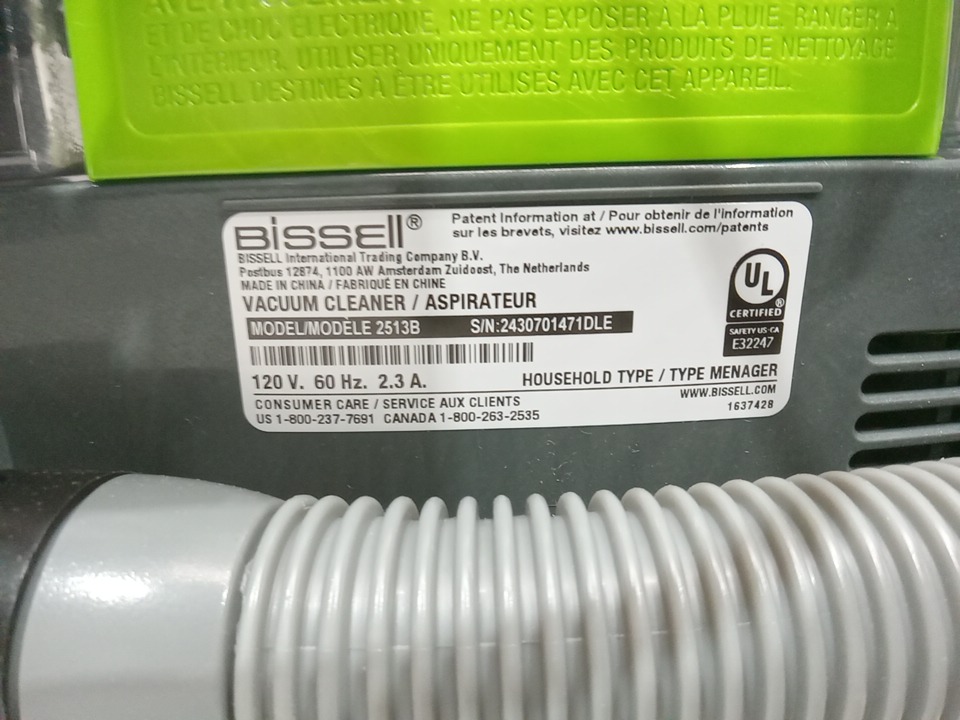 ET DE CHOC ÉLECTRIQUE, NE PAS EXPOSER À LA PLUIE. RANGER À
L'INTÉRIEUR. UTILISER UNIQUEMENT DES PRODUITS DE NETTOYAGE
BISSELL DESTINÉS À ÊTRE UTILISÉS AVEC CET APPAREIL.
BISSELL®
Patent Information at / Pour obtenir de l'information
sur les brevets, visitez www.bissell.com/patents
BISSELL International Trading Company B.V.
Postbus 12874, 1100 AW Amsterdam Zuidoost, The Netherlands
MADE IN CHINA / FABRIQUÉ EN CHINE
VACUUM CLEANER / ASPIRATEUR
MODEL/MODÈLE 2513B S/N:2430701471DLE
UL®
CERTIFIED
SAFETY US-CA
E32247
120 V. 60 Hz. 2.3 A.
HOUSEHOLD TYPE / TYPE MENAGER
CONSUMER CARE / SERVICE AUX CLIENTS
US 1-800-237-7691 CANADA 1-800-263-2535
WWW.BISSELL.COM
1637428